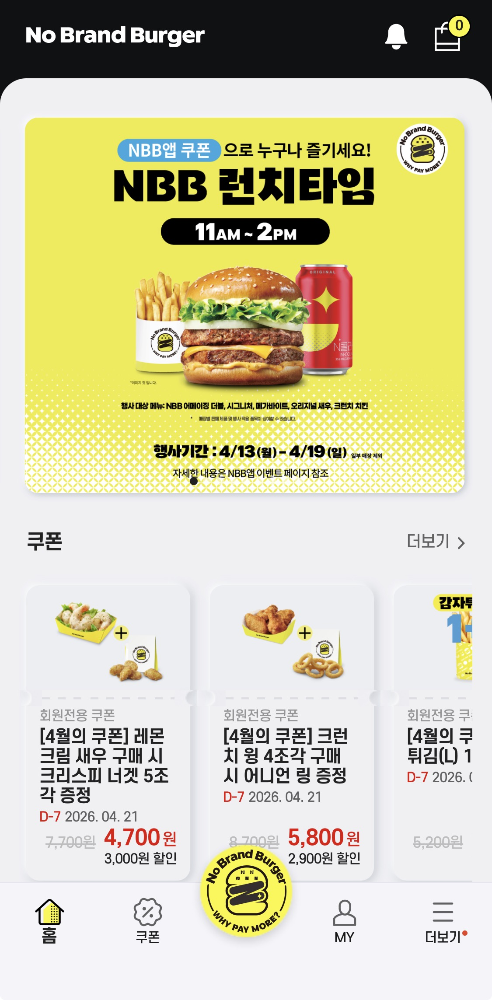 No Brand Burger
0
No Brand Burger
WHY PAY MORE?
NBB앱 쿠폰 으로 누구나 즐기세요!
NBB 런치타임
11AM ~ 2PM
ORIGINAL
No Brand Burger
WHY PAY MORE?
*이미지 컷 입니다.
행사 대상 메뉴: NBB 어메이징 더블, 시그니처, 메가바이트, 오리지널 새우, 크런치 치킨
* 매장별 판매 제품 및 행사 적용 품목이 상이할 수 있습니다.
행사기간 : 4/13(월) - 4/19(일) 일부 매장 제외
자세한 내용은 NBB앱 이벤트 페이지 참조
쿠폰
더보기
회원전용 쿠폰
[4월의 쿠폰] 레몬
크림 새우 구매 시
크리스피 너겟 5조
각 증정
D-7 2026. 04. 21
7,700원 4,700원
3,000원 할인
회원전용 쿠폰
[4월의 쿠폰] 크런
치 윙 4조각 구매
시 어니언 링 증정
D-7 2026. 04. 21
8,700원 5,800원
2,900원 할인
감자
회원전용
[4월의
튀김(L) 1
D-7 2026.
5,200원
No Brand Burger
WHY PAY MORE?
홈
쿠폰
MY
더보기